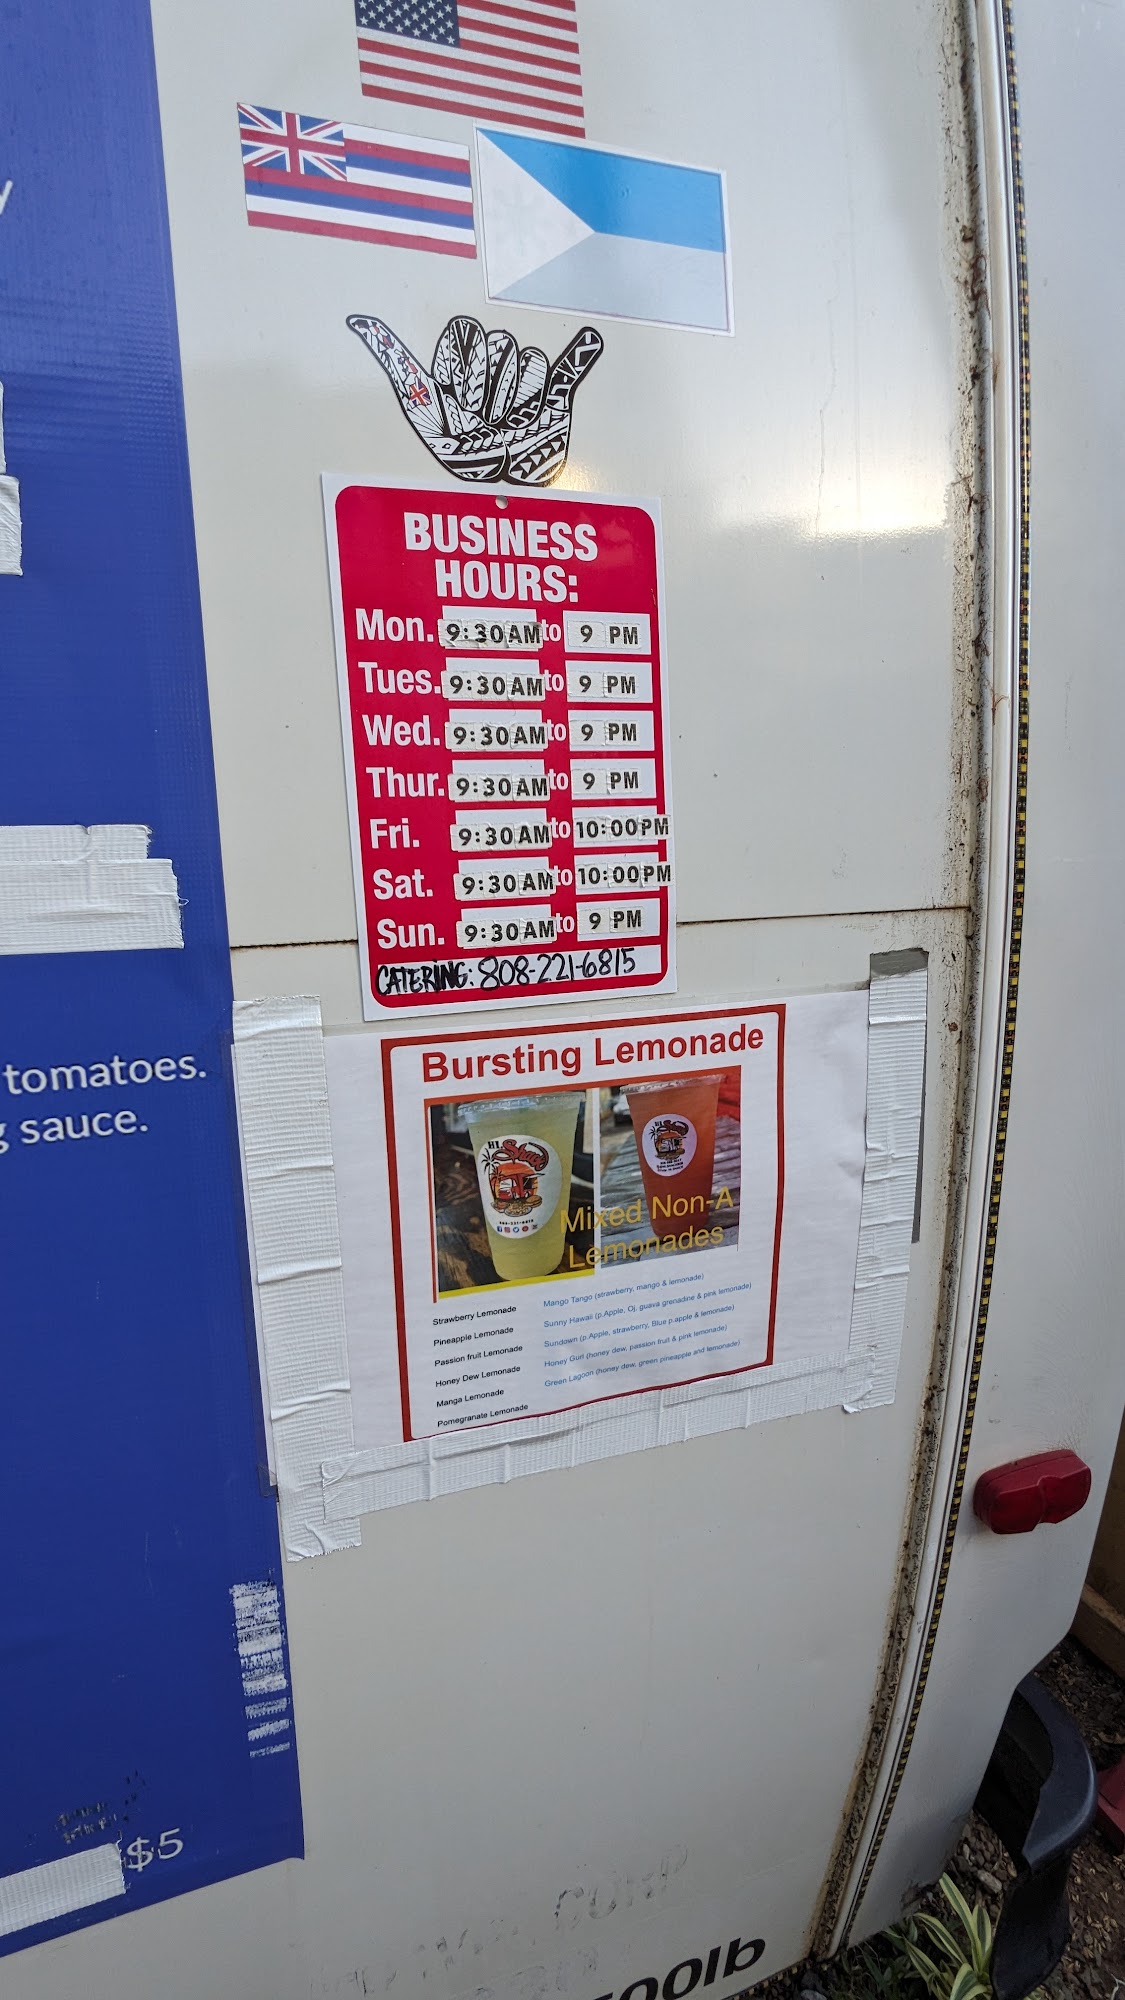 BUSINESS
HOURS:
Mon. 9:30AM to 9 PM
Tues. 9:30AM to 9 PM
Wed. 9:30AM to 9 PM
Thur. 9:30AM to 9 PM
Fri. 9:30AM to 10:00PM
Sat. 9:30AM to 10:00PM
Sun. 9:30AM to 9 PM
CATERING: 808-221-6815
tomatoes.
sauce.
Bursting Lemonade
HI
Shack
Mixed Non-A
Lemonades
Strawberry Lemonade
Pineapple Lemonade
Passion fruit Lemonade
Honey Dew Lemonade
Manga Lemonade
Pomegranate Lemonade
Mango Tango (strawberry, mango & lemonade)
Sunny Hawaii (p.Apple, Oj, guava grenadine & pink lemonade)
Sundown (p.Apple, strawberry, Blue p.apple & lemonade)
Honey Gurl (honey dew, passion fruit & pink lemonade)
Green Lagoon (honey dew, green pineapple and lemonade)
$5
500lb